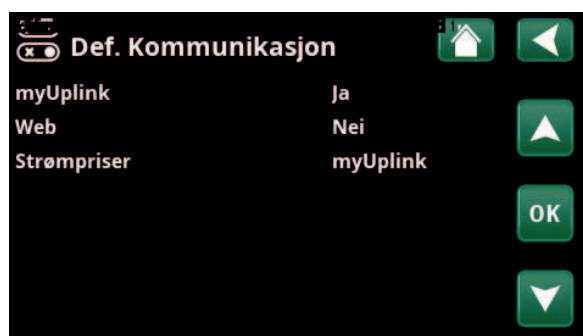 Def. Kommunikasjon
myUplink Ja
Web Nei
Strømpriser myUplink
OK